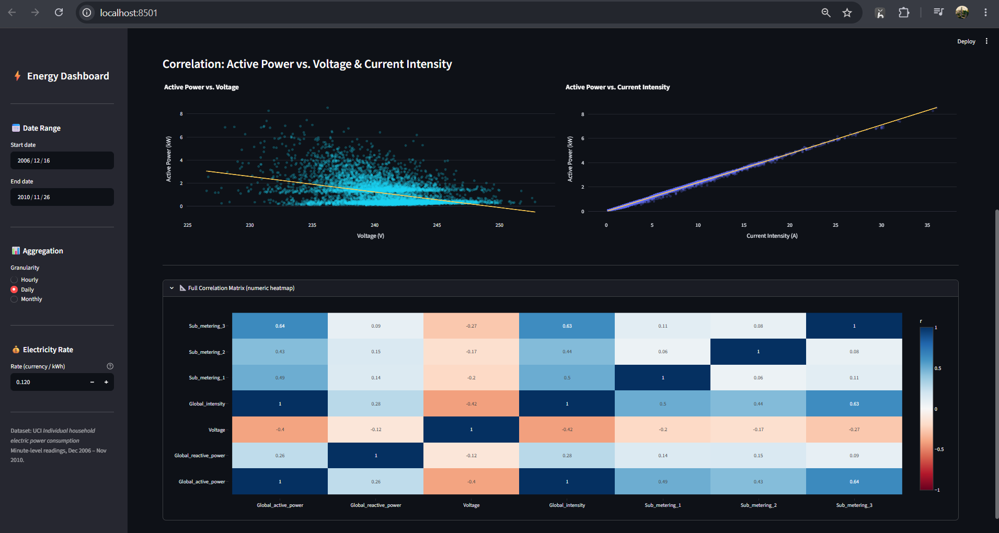 localhost:8501
Deploy
Energy Dashboard
Date Range
Start date
2006/12/16
End date
2010/11/26
Aggregation
Granularity
Hourly
Daily
Monthly
Electricity Rate
Rate (currency / kWh)
0.120
Dataset: UCI Individual household
electric power consumption
Minute-level readings, Dec 2006 – Nov
2010.
Correlation: Active Power vs. Voltage & Current Intensity
Active Power vs. Voltage
Active Power (kW)
8
6
4
2
0
225 230 235 240 245 250
Voltage (V)
Active Power vs. Current Intensity
Active Power (kW)
8
6
4
2
0
0 5 10 15 20 25 30 35
Current Intensity (A)
Full Correlation Matrix (numeric heatmap)
Sub_metering_3 0.64 0.09 -0.27 0.63 0.11 0.08 1
Sub_metering_2 0.43 0.15 -0.17 0.44 0.06 1 0.08
Sub_metering_1 0.49 0.14 -0.2 0.5 1 0.06 0.11
Global_intensity 1 0.28 -0.42 1 0.5 0.44 0.63
Voltage -0.4 -0.12 1 -0.42 -0.2 -0.17 -0.27
Global_reactive_power 0.26 1 -0.12 0.28 0.14 0.15 0.09
Global_active_power 1 0.26 -0.4 1 0.49 0.43 0.64
Global_active_power Global_reactive_power Voltage Global_intensity Sub_metering_1 Sub_metering_2 Sub_metering_3
r
1
0.5
0
−0.5
−1